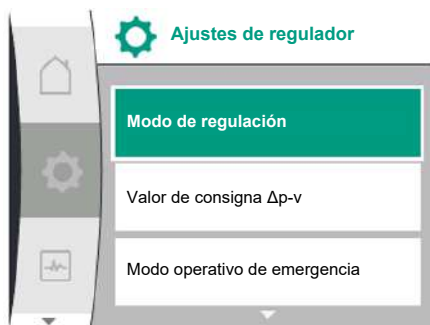 Ajustes de regulador
Modo de regulación
Valor de consigna Δp-v
Modo operativo de emergencia